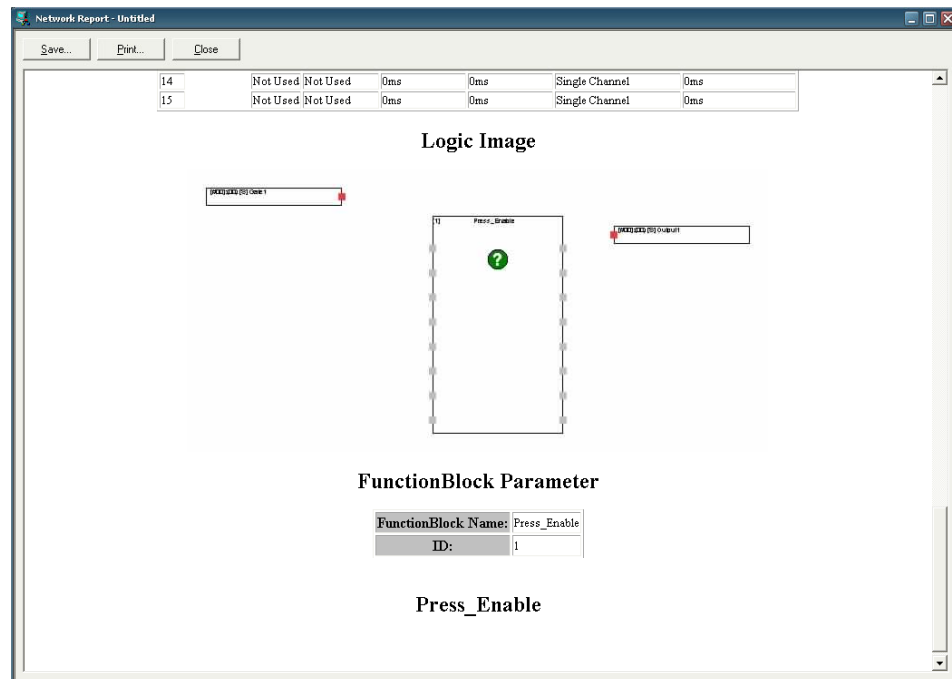 Network Report - Untitled
Save... Print... Close
14 Not Used Not Used 0ms 0ms Single Channel 0ms
15 Not Used Not Used 0ms 0ms Single Channel 0ms
Logic Image
[1] Press_Enable
?
FunctionBlock Parameter
FunctionBlock Name: Press_Enable
ID: 1
Press_Enable